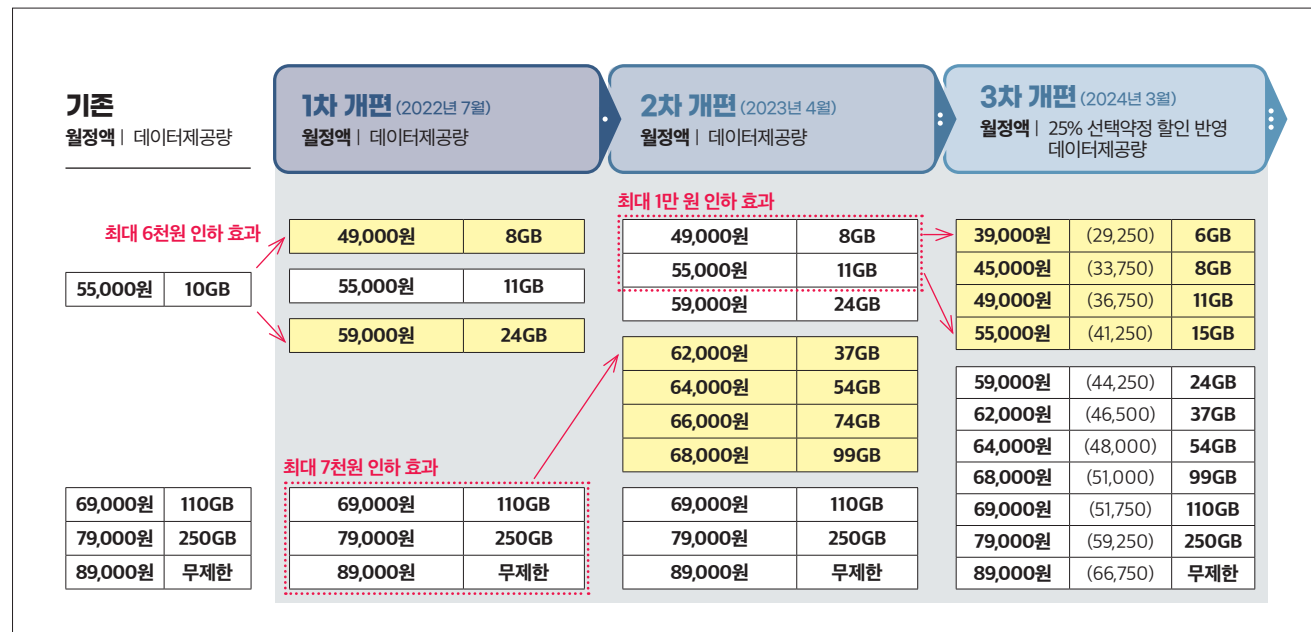 기존
월정액 | 데이터제공량
1차 개편 (2022년 7월)
월정액 | 데이터제공량
2차 개편 (2023년 4월)
월정액 | 데이터제공량
3차 개편 (2024년 3월)
월정액 | 25% 선택약정 할인 반영
데이터제공량
최대 6천원 인하 효과
55,000원 10GB
69,000원 110GB
79,000원 250GB
89,000원 무제한
49,000원 8GB
55,000원 11GB
59,000원 24GB
최대 7천원 인하 효과
69,000원 110GB
79,000원 250GB
89,000원 무제한
최대 1만 원 인하 효과
49,000원 8GB
55,000원 11GB
59,000원 24GB
62,000원 37GB
64,000원 54GB
66,000원 74GB
68,000원 99GB
69,000원 110GB
79,000원 250GB
89,000원 무제한
39,000원 (29,250) 6GB
45,000원 (33,750) 8GB
49,000원 (36,750) 11GB
55,000원 (41,250) 15GB
59,000원 (44,250) 24GB
62,000원 (46,500) 37GB
64,000원 (48,000) 54GB
68,000원 (51,000) 99GB
69,000원 (51,750) 110GB
79,000원 (59,250) 250GB
89,000원 (66,750) 무제한